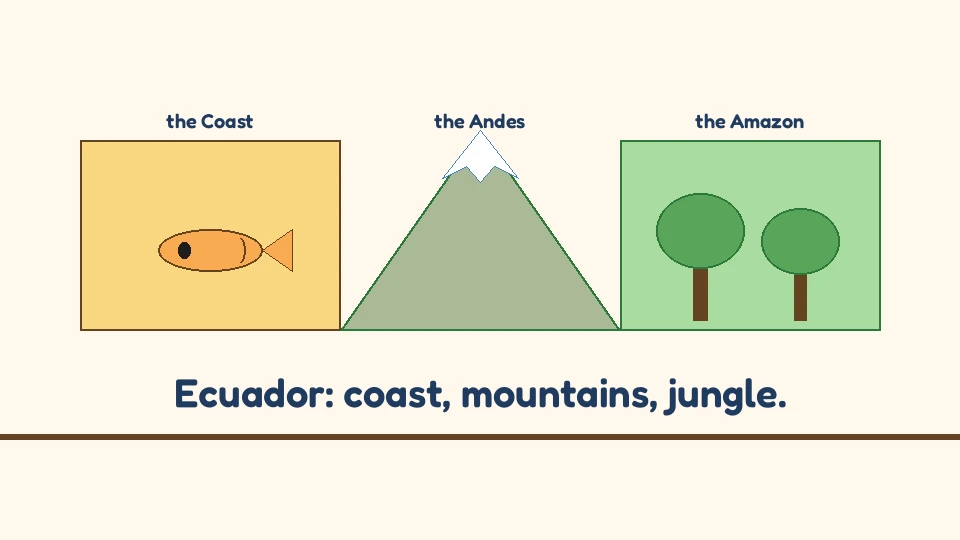 the Coast
the Andes
the Amazon
Ecuador: coast, mountains, jungle.